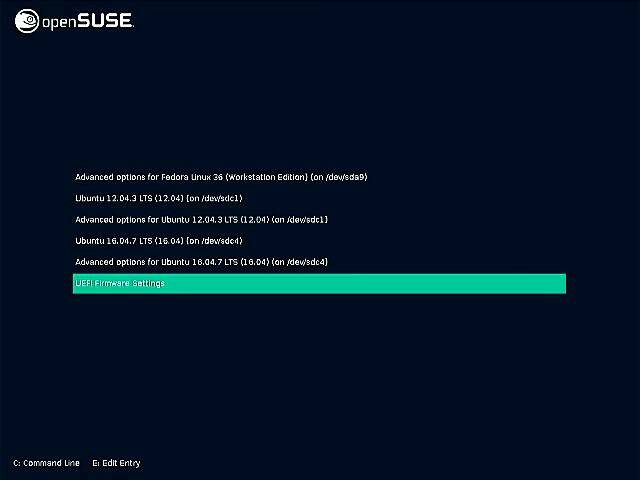 openSUSE.
Advanced options for Fedora Linux 36 (Workstation Edition) (on /dev/sda9)
Ubuntu 12.04.3 LTS (12.04) (on /dev/sdc1)
Advanced options for Ubuntu 12.04.3 LTS (12.04) (on /dev/sdc1)
Ubuntu 16.04.7 LTS (16.04) (on /dev/sdc4)
Advanced options for Ubuntu 16.04.7 LTS (16.04) (on /dev/sdc4)
UEFI Firmware Settings
C: Command Line E: Edit Entry